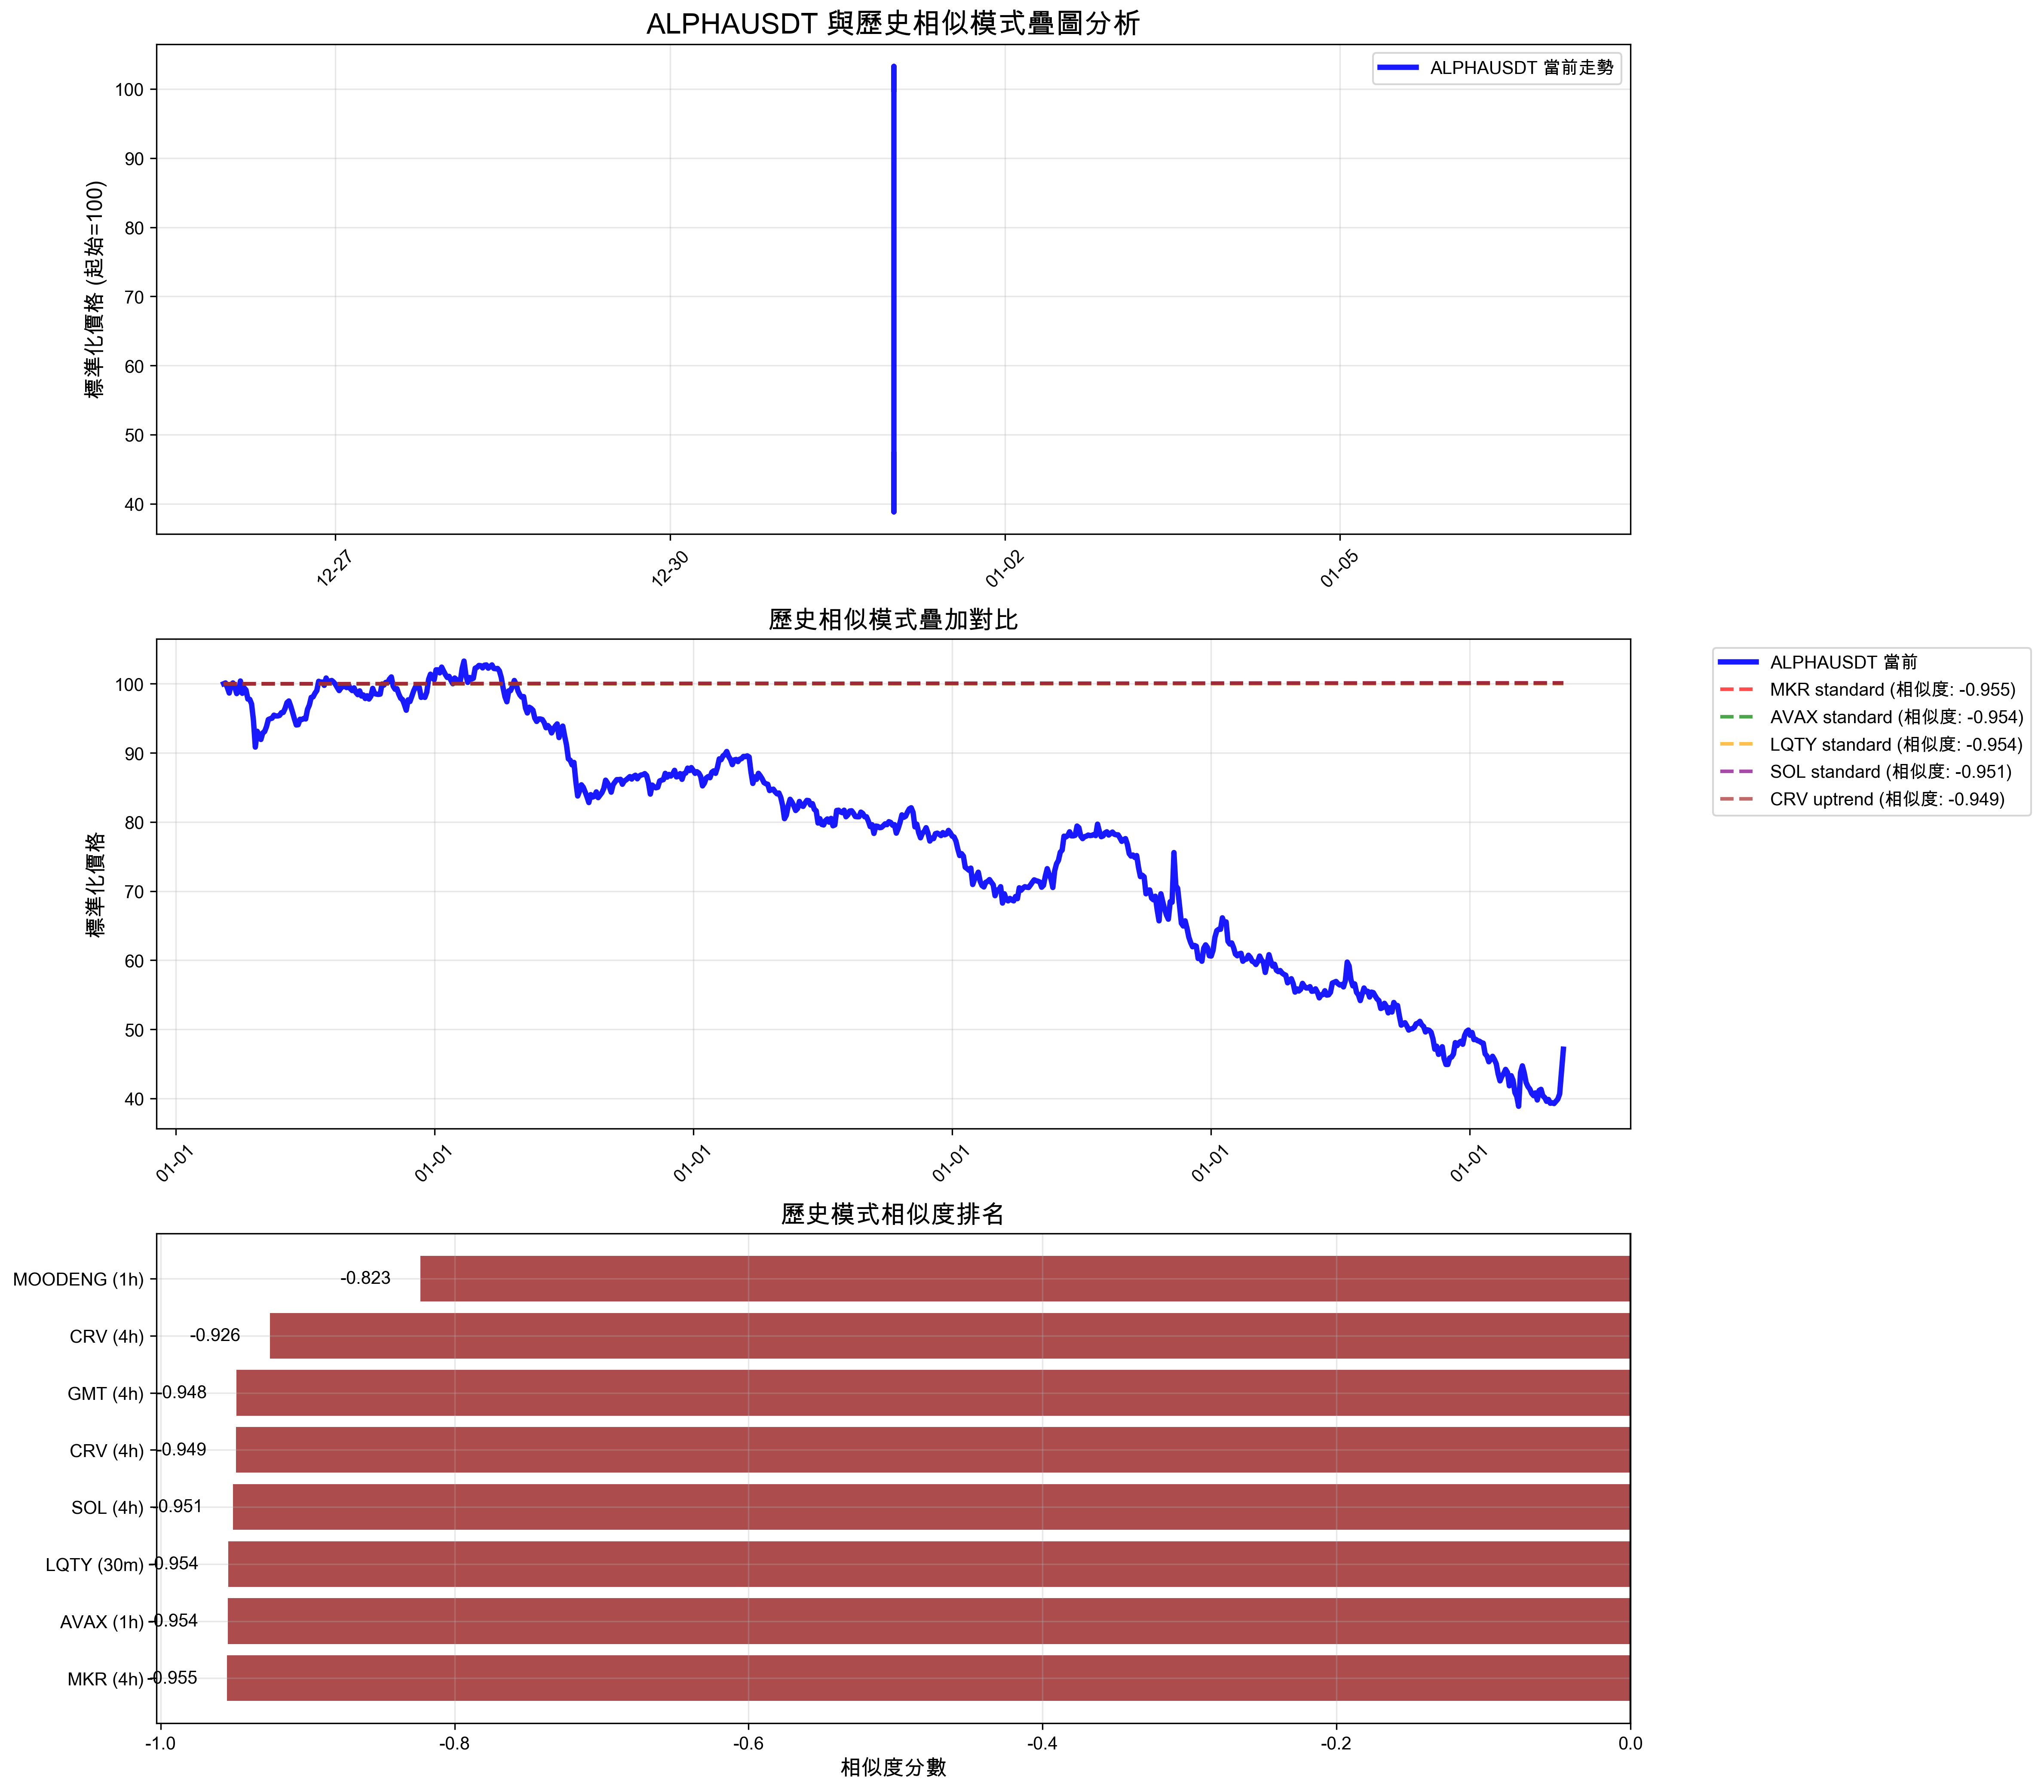 ALPHAUSDT 與歷史相似模式疊圖分析
ALPHAUSDT 當前走勢
標準化價格 (起始=100)
100
90
80
70
60
50
40
12-27
12-30
01-02
01-05
歷史相似模式疊加對比
ALPHAUSDT 當前
MKR standard (相似度: -0.955)
AVAX standard (相似度: -0.954)
LQTY standard (相似度: -0.954)
SOL standard (相似度: -0.951)
CRV uptrend (相似度: -0.949)
標準化價格
100
90
80
70
60
50
40
01-01
01-01
01-01
01-01
01-01
01-01
歷史模式相似度排名
MOODENG (1h) -0.823
CRV (4h) -0.926
GMT (4h) -0.948
CRV (4h) -0.949
SOL (4h) -0.951
LQTY (30m) -0.954
AVAX (1h) -0.954
MKR (4h) -0.955
-1.0
-0.8
-0.6
-0.4
-0.2
0.0
相似度分數